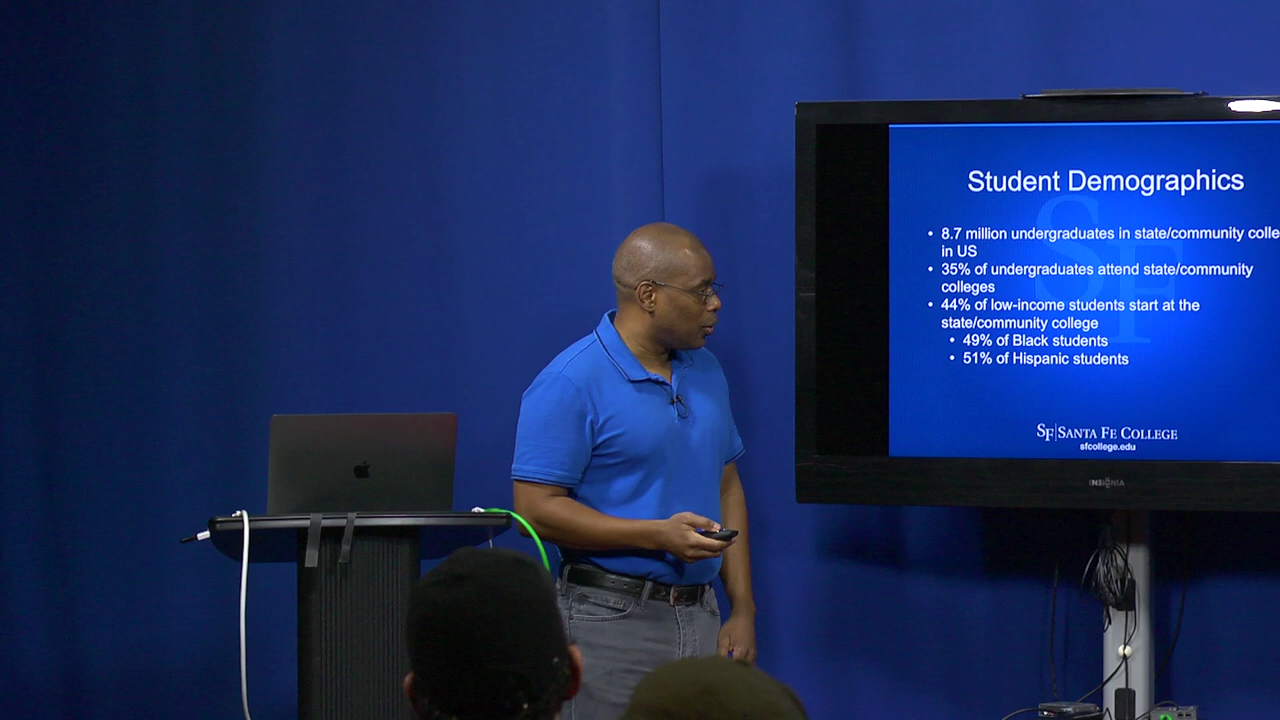 Student Demographics
• 8.7 million undergraduates in state/community colle
in US
• 35% of undergraduates attend state/community
colleges
• 44% of low-income students start at the
state/community college
• 49% of Black students
• 51% of Hispanic students
SF SANTA FE COLLEGE
sfcollege.edu
INSIGNIA